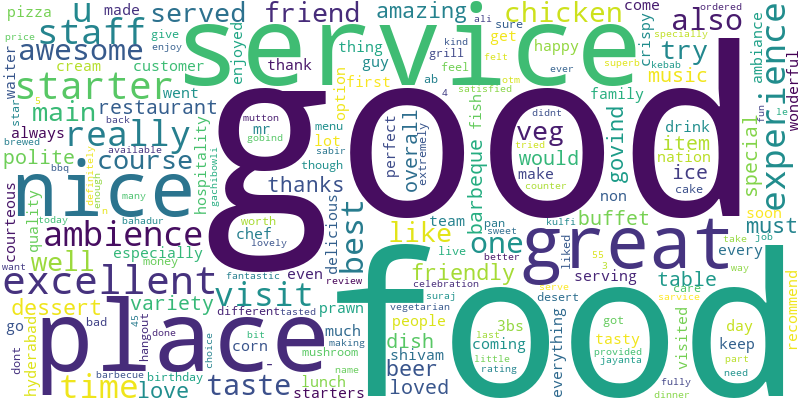 pizza
u
made
served
friend
amazing
chicken
come
ali
ordered
price
staff
give
enjoy
service
thing
guy
sure
happy
kind
get
crispy
also
specially
awesome
waiter
cream
customer
enjoyed
thank
first
ab
grill
feel
ever
felt
superb
try
ambiance
wonderful
starter
went
restaurant
option
4
satisfied
otm
kebab
music
star
5
main
back
hospitality
good
mutton
mr
gobind
menu
lot
sabir
perfect
overall
extremely
fish
veg
didnt
tried
family
govind
drink
item
nation
experience
fun
le
always
brewed
really
available
gachibowli
though
would
make
counter
non
ice
cake
special
polite
bbq
course
definitely
enough
n
many
thanks
delicious
barbeque
buffet
soon
must
courteous
quality
nice
today
bahadur
worth
chef
lovely
best
like
team
pan
sweet
kulfi
one
great
liked
SS
3
take
job
every
way
want
well
ambience
especially
money
fantastic
even
review
live
better
friendly
celebration
serving
table
care
sarvice
excellent
variety
visit
different
tasted
prawn
food
vegetarian
suraj
serve
desert
recommend
dessert
go
bad
45
done
place
hangout
choice
bit
corn
-
mushroom
making
much
people
dish
3bs
coming
last
little
rating
everything
tasty
got
provided
jayanta
visited
day
keep
part
need
dont
hyderabad
barbecue
time
birthday
love
taste
lunch
name
starters
shivam
beer
loved
fully
dinner